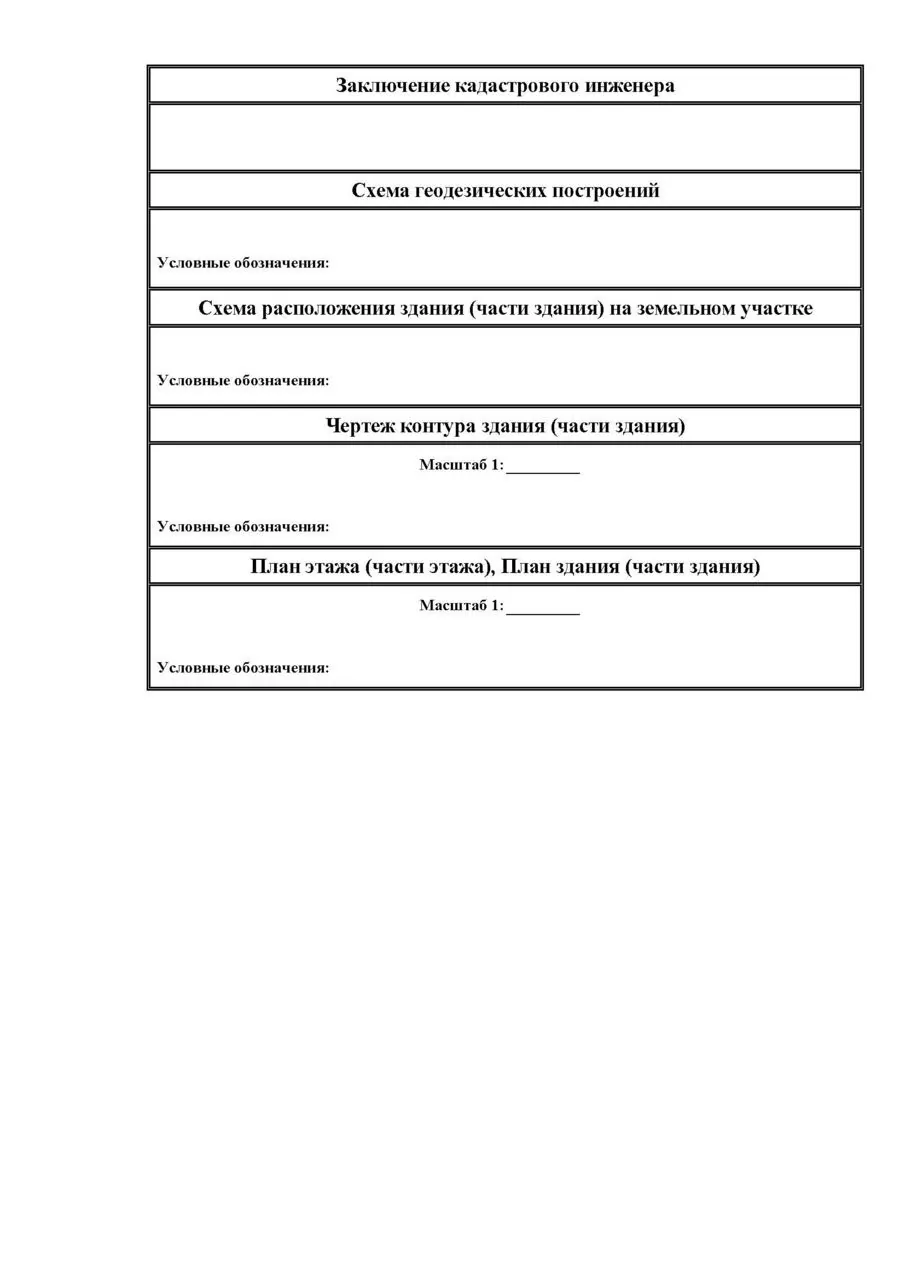 Заключение кадастрового инженера
Схема геодезических построений
Условные обозначения:
Схема расположения здания (части здания) на земельном участке
Условные обозначения:
Чертеж контура здания (части здания)
Масштаб 1: _________
Условные обозначения:
План этажа (части этажа), План здания (части здания)
Масштаб 1: _________
Условные обозначения: